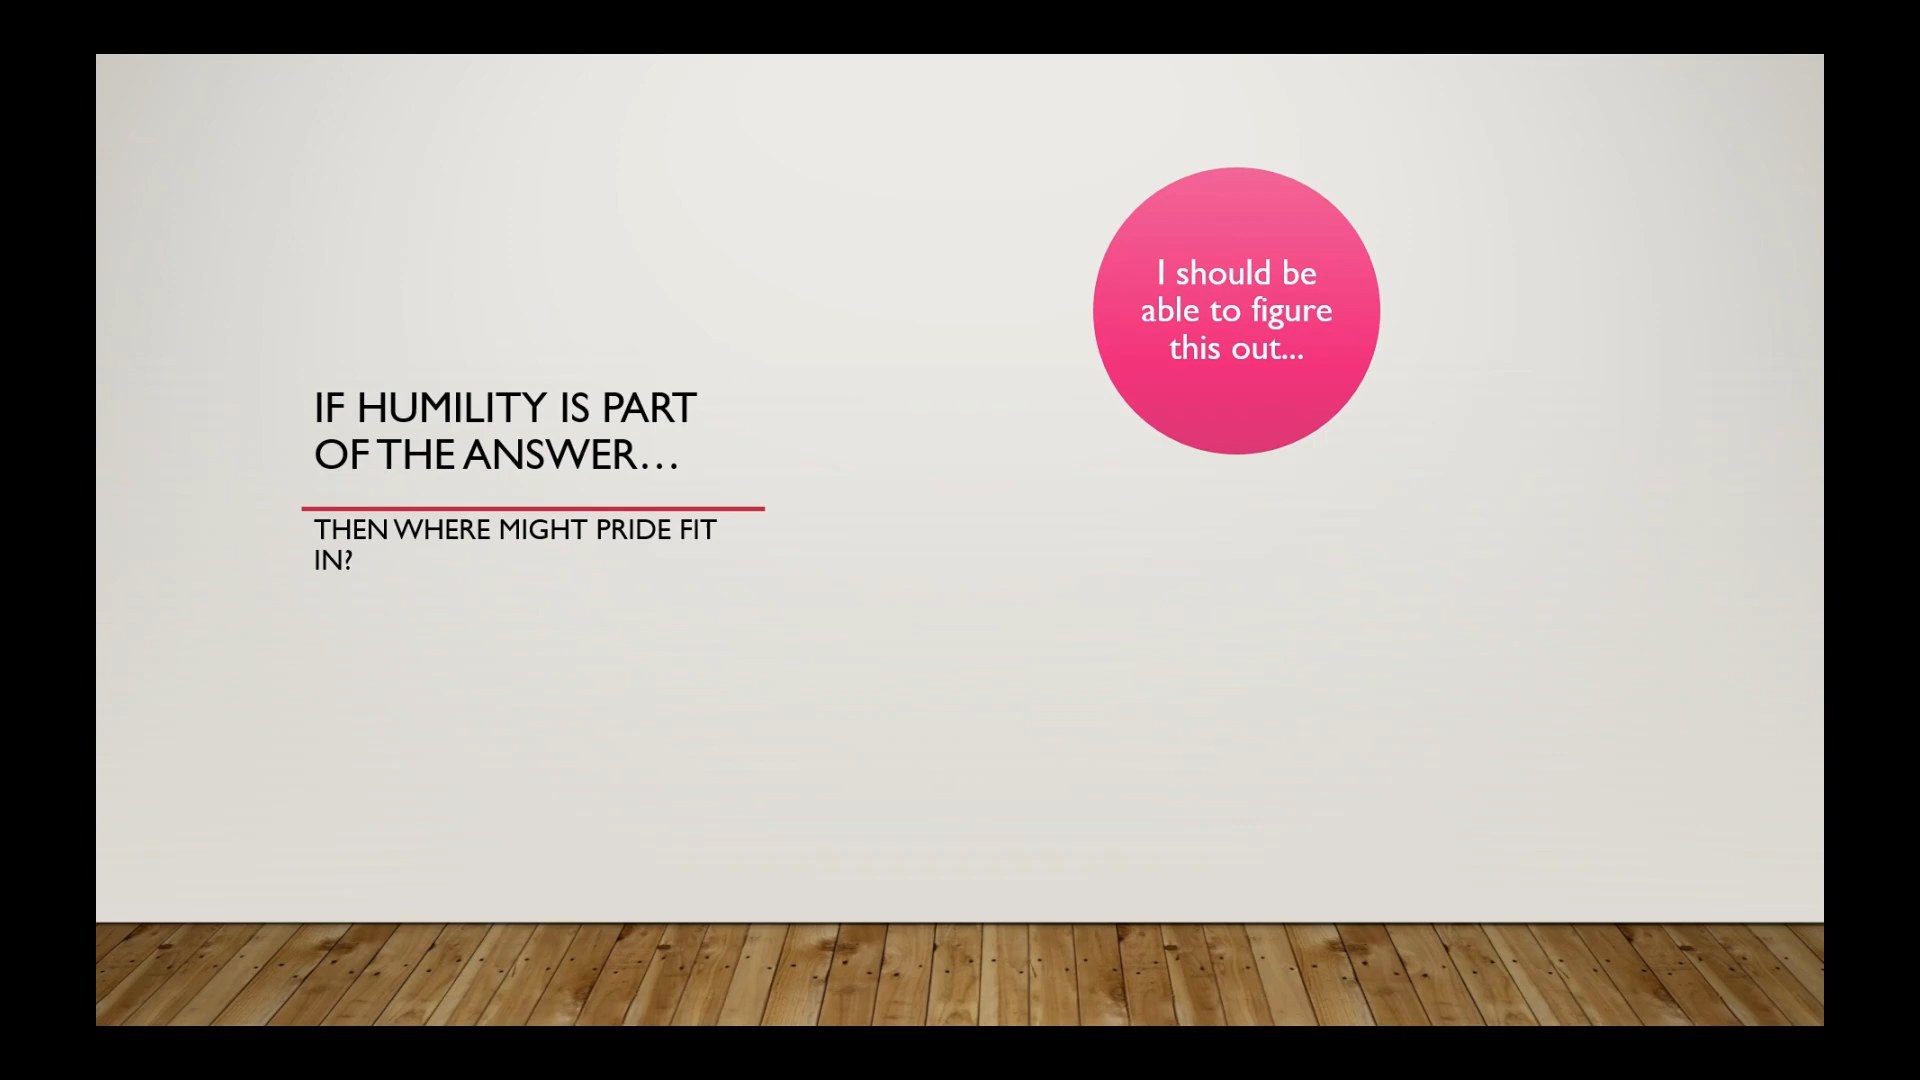 IF HUMILITY IS PART
OF THE ANSWER…
THEN WHERE MIGHT PRIDE FIT
IN?
I should be
able to figure
this out...